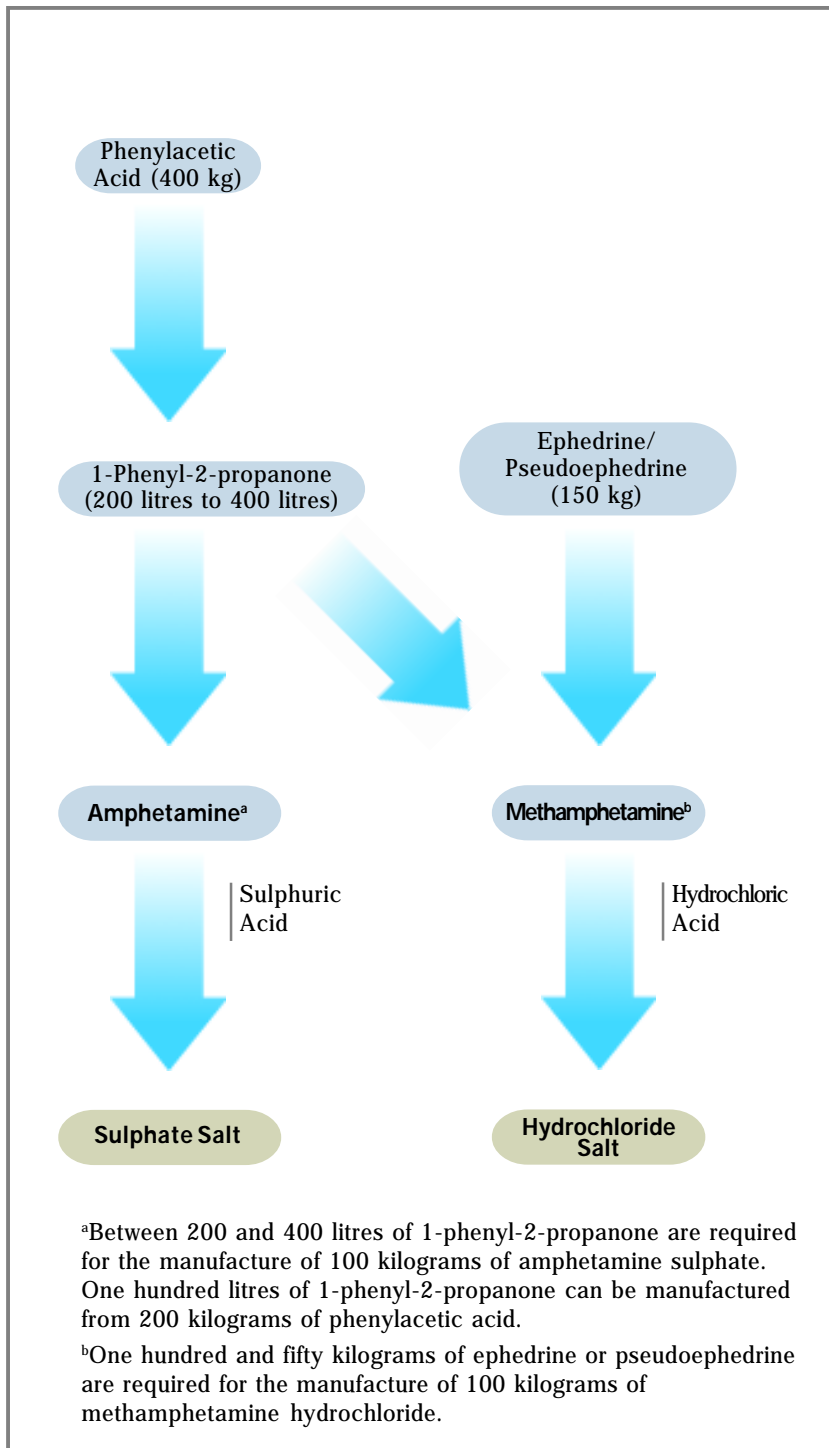 Phenylacetic
Acid (400 kg)
1-Phenyl-2-propanone
(200 litres to 400 litres)
Ephedrine/
Pseudoephedrine
(150 kg)
Amphetamineᵃ
Methamphetamineᵇ
Sulphuric
Acid
Hydrochloric
Acid
Sulphate Salt
Hydrochloride
Salt
ᵃBetween 200 and 400 litres of 1-phenyl-2-propanone are required
for the manufacture of 100 kilograms of amphetamine sulphate.
One hundred litres of 1-phenyl-2-propanone can be manufactured
from 200 kilograms of phenylacetic acid.
ᵇOne hundred and fifty kilograms of ephedrine or pseudoephedrine
are required for the manufacture of 100 kilograms of
methamphetamine hydrochloride.